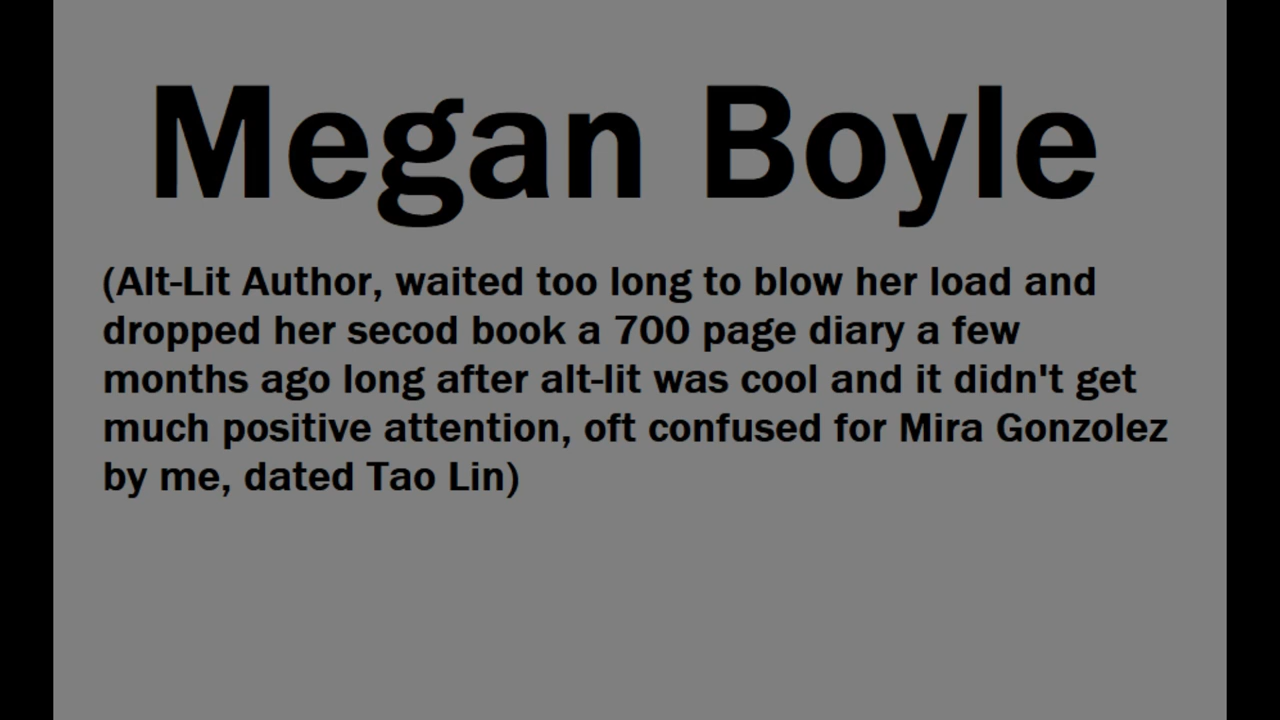 Megan Boyle
(Alt-Lit Author, waited too long to blow her load and
dropped her secod book a 700 page diary a few
months ago long after alt-lit was cool and it didn't get
much positive attention, oft confused for Mira Gonzolez
by me, dated Tao Lin)